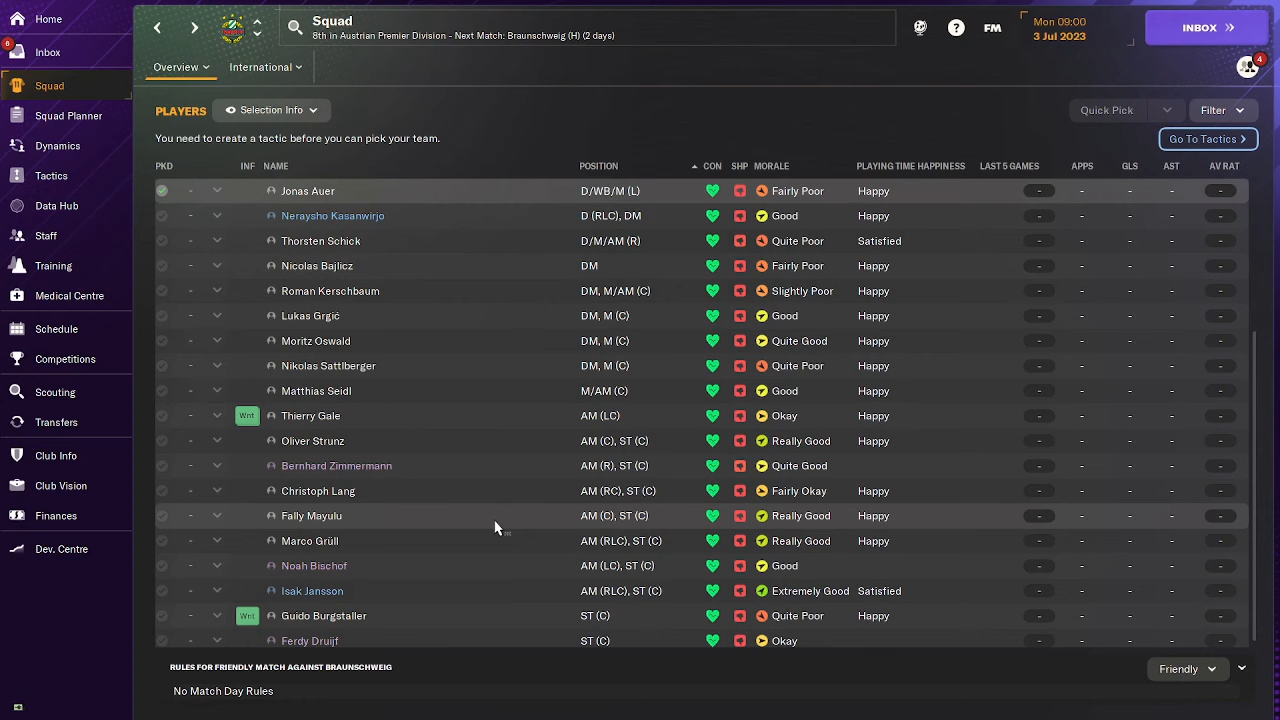 Home
Squad
8th in Austrian Premier Division - Next Match: Braunschweig (H) (2 days)
FM
Mon 09:00
3 Jul 2023
INBOX
6
Inbox
Overview
International
4
Squad
PLAYERS
Selection Info
Quick Pick
Filter
Squad Planner
You need to create a tactic before you can pick your team.
Go To Tactics
Dynamics
PKD INF NAME POSITION CON SHP MORALE PLAYING TIME HAPPINESS LAST 5 GAMES APPS GLS AST AV RAT
Tactics
- Jonas Auer D/WB/M (L) Fairly Poor Happy - - - - -
Data Hub
- Neraysho Kasanwirjo D (RLC), DM Good Happy - - - - -
Staff
- Thorsten Schick D/M/AM (R) Quite Poor Satisfied - - - - -
Training
- Nicolas Bajlicz DM Fairly Poor Happy - - - - -
Medical Centre
- Roman Kerschbaum DM, M/AM (C) Slightly Poor Happy - - - - -
Schedule
- Lukas Grgić DM, M (C) Good Happy - - - - -
Competitions
- Moritz Oswald DM, M (C) Quite Good Happy - - - - -
- Nikolas Sattlberger DM, M (C) Quite Poor Happy - - - - -
Scouting
- Matthias Seidl M/AM (C) Good Happy - - - - -
Transfers
- Wnt Thierry Gale AM (LC) Okay Happy - - - - -
Club Info
- Oliver Strunz AM (C), ST (C) Really Good Happy - - - - -
Club Vision
- Bernhard Zimmermann AM (R), ST (C) Quite Good - - - - -
Finances
- Christoph Lang AM (RC), ST (C) Fairly Okay Happy - - - - -
- Fally Mayulu AM (C), ST (C) Really Good Happy - - - - -
Dev. Centre
- Marco Grüll AM (RLC), ST (C) Really Good Happy - - - - -
- Noah Bischof AM (LC), ST (C) Good - - - - -
- Isak Jansson AM (RLC), ST (C) Extremely Good Satisfied - - - - -
- Wnt Guido Burgstaller ST (C) Quite Poor Happy - - - - -
- Ferdy Druijf ST (C) Okay - - - - -
RULES FOR FRIENDLY MATCH AGAINST BRAUNSCHWEIG
Friendly
No Match Day Rules